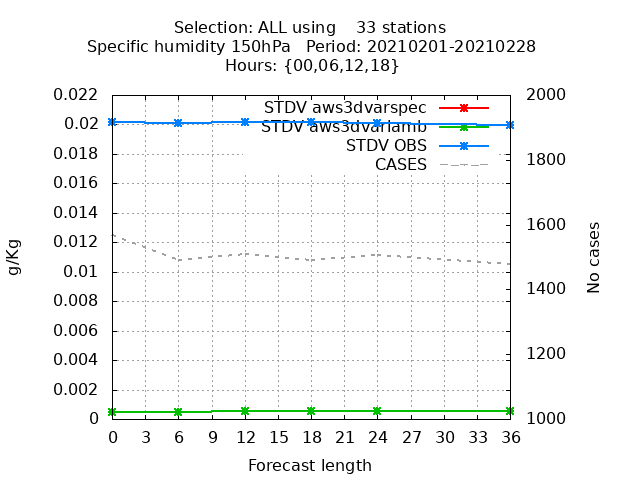 Selection: ALL using    33 stations
Specific humidity 150hPa   Period: 20210201-20210228
Hours: {00,06,12,18}
STDV aws3dvarspec
STDV aws3dvariamb
STDV OBS
CASES
0.022
0.02
0.018
0.016
0.014
0.012
0.01
0.008
0.006
0.004
0.002
0
g/Kg
2000
1800
1600
1400
1200
1000
No cases
0 3 6 9 12 15 18 21 24 27 30 33 36
Forecast length